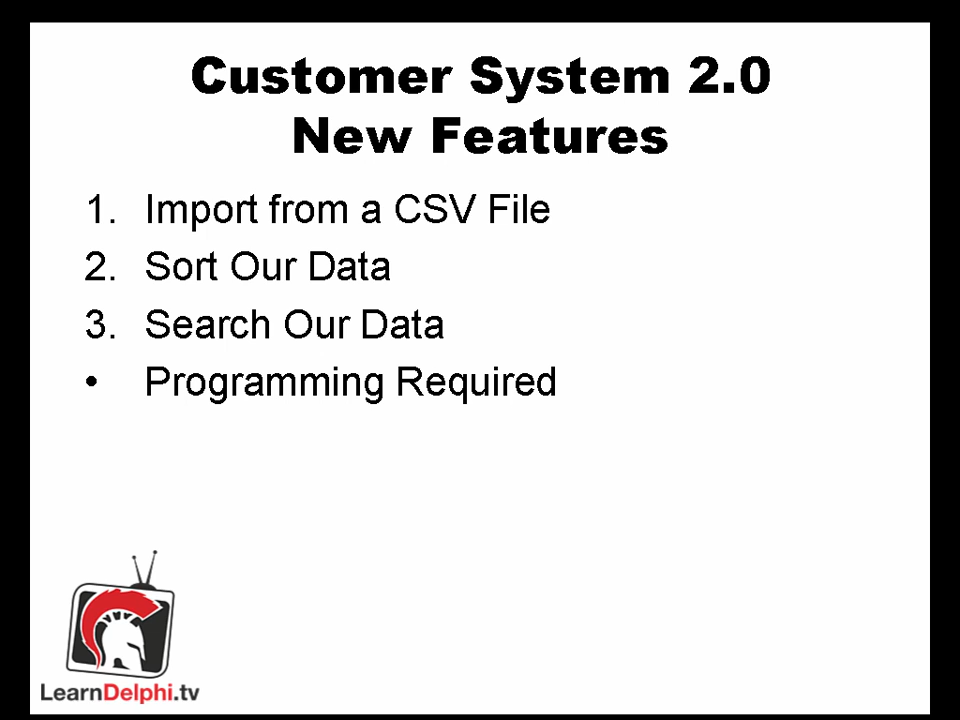 Customer System 2.0
New Features
1. Import from a CSV File
2. Sort Our Data
3. Search Our Data
• Programming Required
LearnDelphi.tv